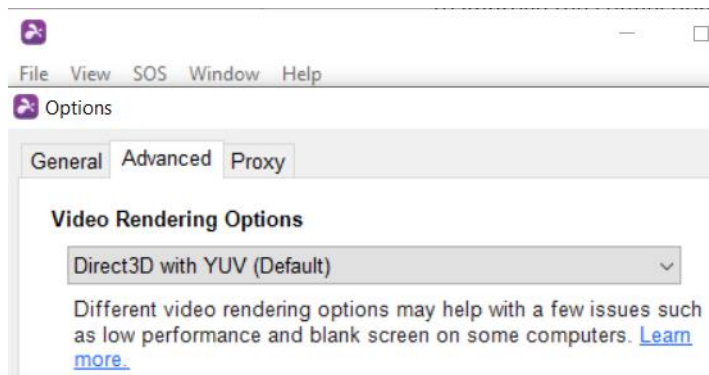 File View SOS Window Help
Options
General Advanced Proxy
Video Rendering Options
Direct3D with YUV (Default)
Different video rendering options may help with a few issues such
as low performance and blank screen on some computers. Learn
more.